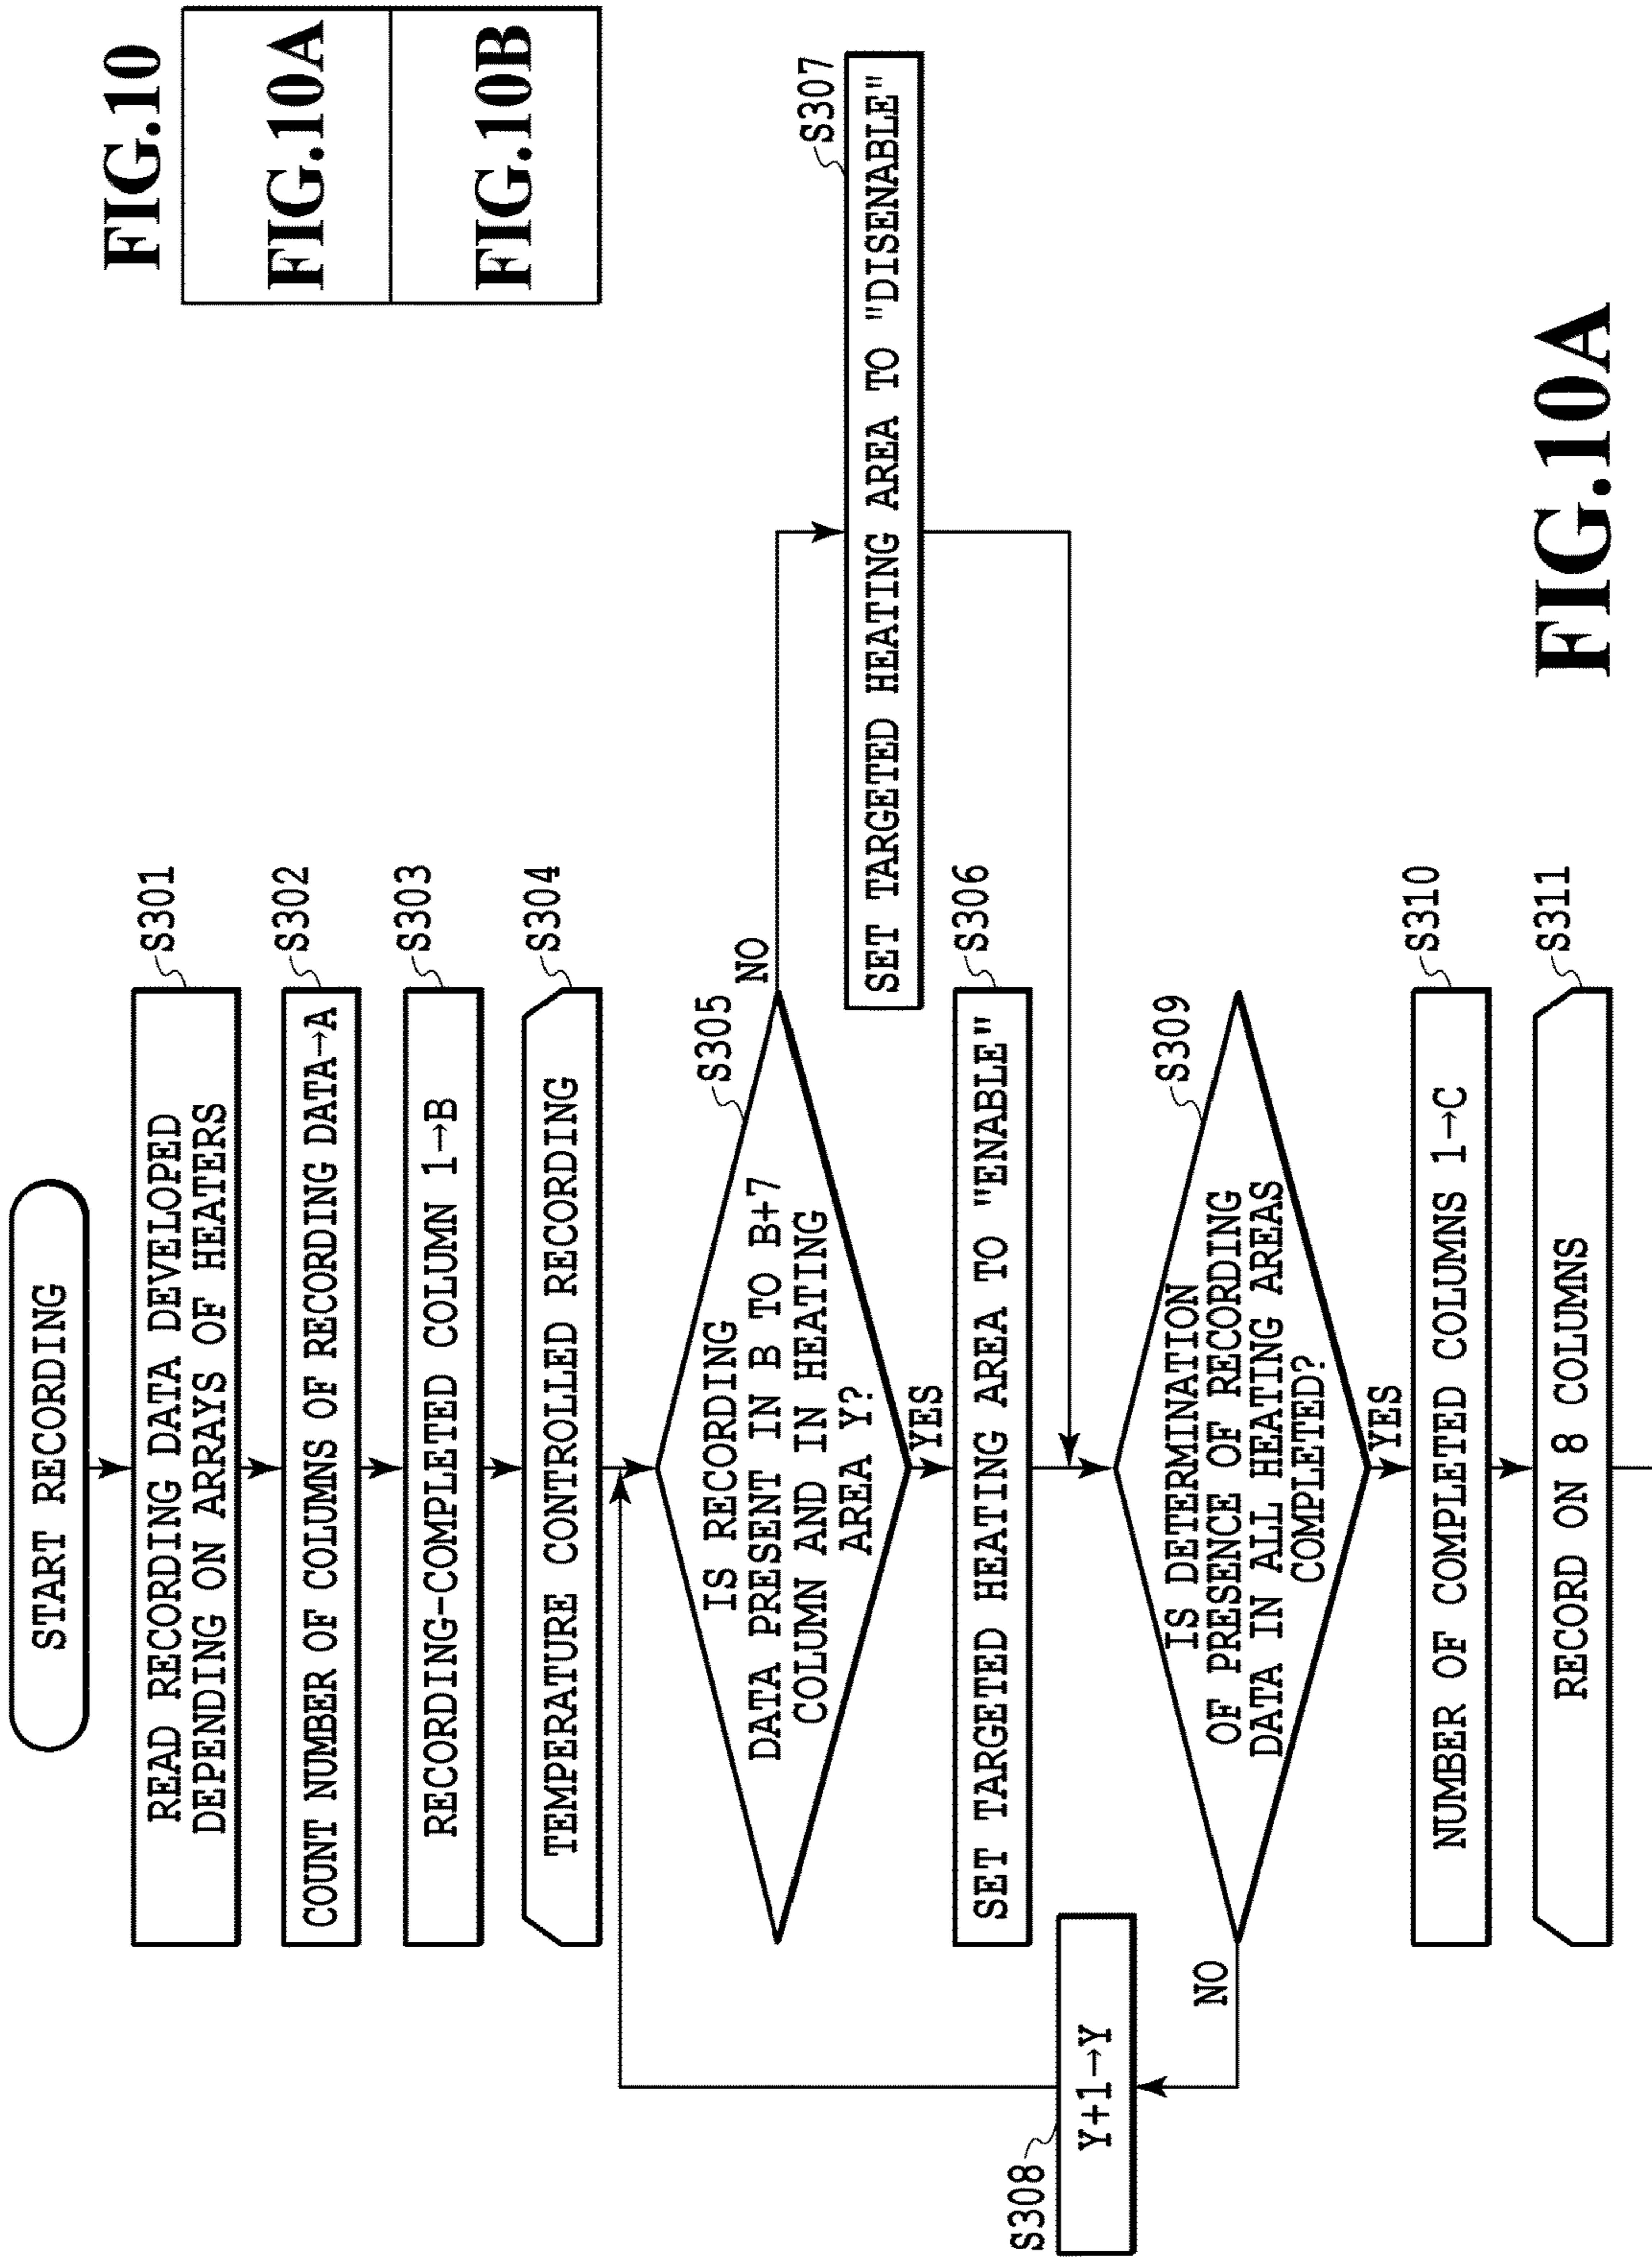 FIG.10
FIG.10A
FIG.10B
START RECORDING
S301
READ RECORDING DATA DEVELOPED
DEPENDING ON ARRAYS OF HEATERS
S302
COUNT NUMBER OF COLUMNS OF RECORDING DATA→A
S303
RECORDING-COMPLETED COLUMN 1→B
S304
TEMPERATURE CONTROLLED RECORDING
S305
IS RECORDING
DATA PRESENT IN B TO B+7
COLUMN AND IN HEATING
AREA Y?
NO
YES
S307
SET TARGETED HEATING AREA TO "DISENABLE"
S306
SET TARGETED HEATING AREA TO "ENABLE"
S308
Y+1→Y
S309
IS DETERMINATION
OF PRESENCE OF RECORDING
DATA IN ALL HEATING AREAS
COMPLETED?
NO
YES
S310
NUMBER OF COMPLETED COLUMNS 1→C
S311
RECORD ON 8 COLUMNS
FIG.10A